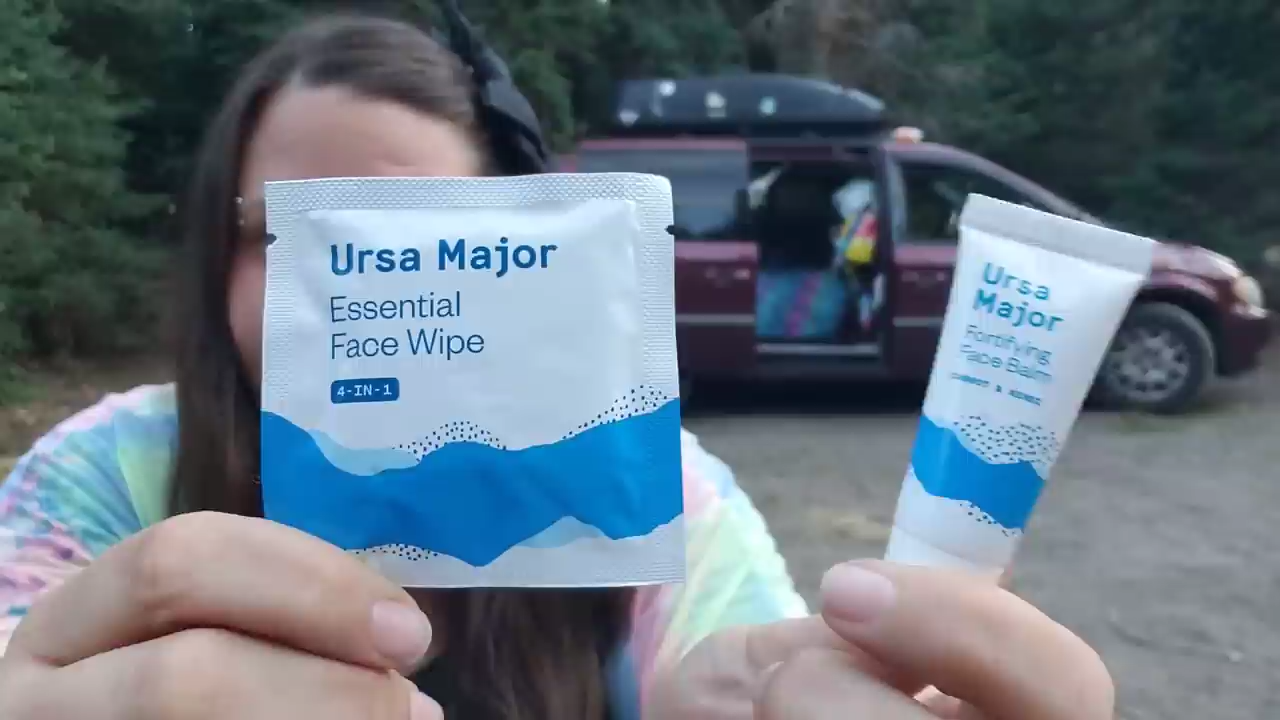 Ursa Major
Essential
Face Wipe
4-IN-1
Ursa
Major
Fortifying
Face Balm